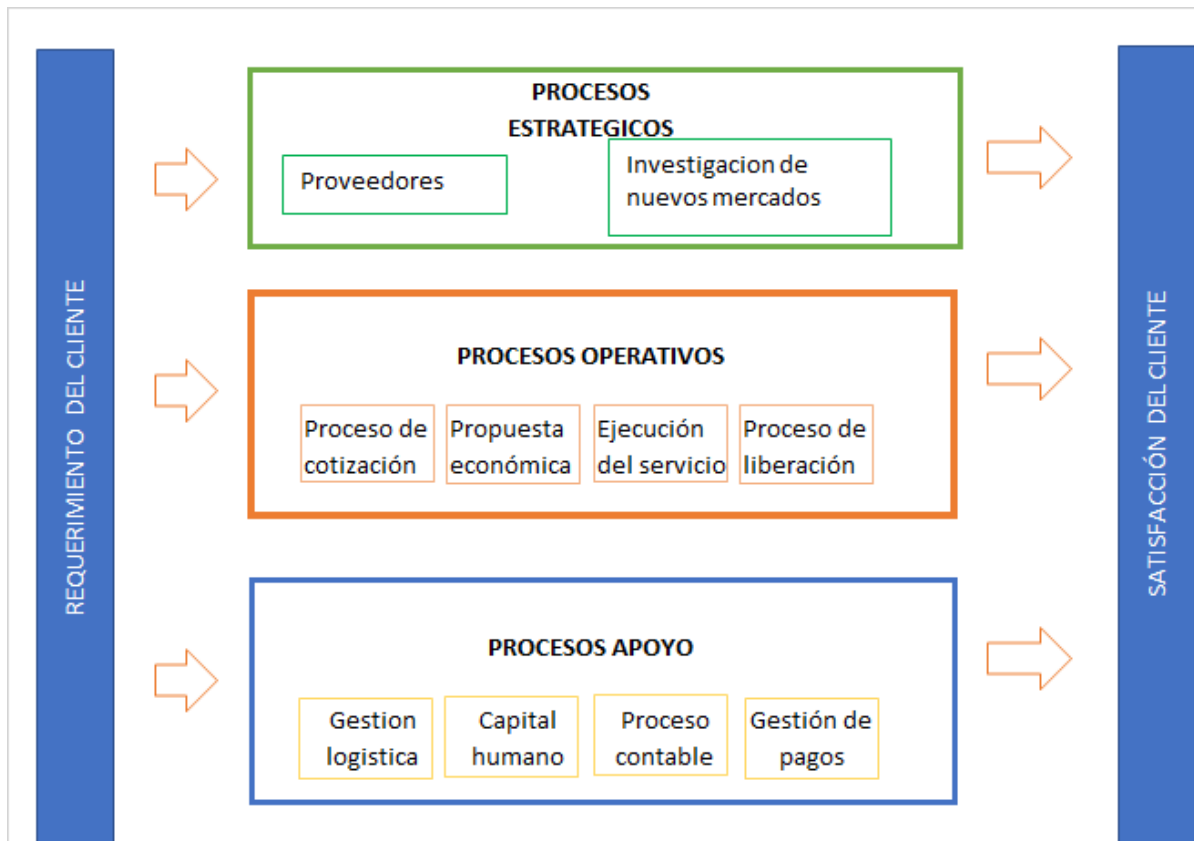 REQUERIMIENTO DEL CLIENTE
PROCESOS
ESTRATEGICOS
Proveedores
Investigacion de
nuevos mercados
PROCESOS OPERATIVOS
Proceso de
cotización
Propuesta
económica
Ejecución
del servicio
Proceso de
liberación
PROCESOS APOYO
Gestion
logistica
Capital
humano
Proceso
contable
Gestión de
pagos
SATISFACCIÓN DEL CLIENTE